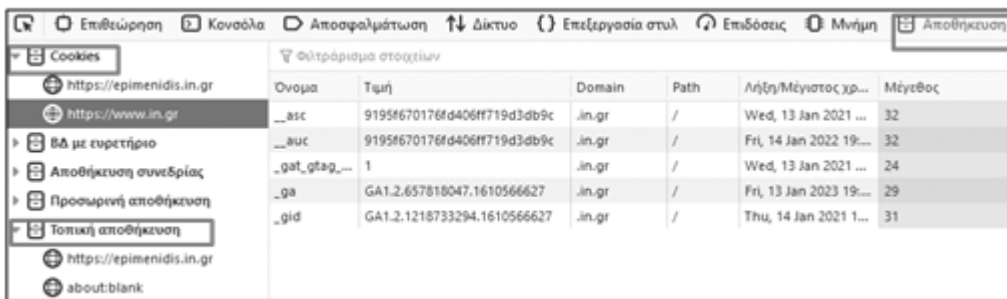 Επιθεώρηση Κονσόλα Αποσφαλμάτωση Δίκτυο {} Επεξεργασία στυλ Επιδόσεις Μνήμη Αποθήκευση
Cookies
https://epimenidis.in.gr
https://www.in.gr
ΒΔ με ευρετήριο
Αποθήκευση συνεδρίας
Προσωρινή αποθήκευση
Τοπική αποθήκευση
https://epimenidis.in.gr
about:blank
Φιλτράρισμα στοιχείων
Όνομα Τιμή Domain Path Λήξη/Μέγιστος χρ... Μέγεθος
__asc 9195f670176fd406ff719d3db9c .in.gr / Wed, 13 Jan 2021 ... 32
__auc 9195f670176fd406ff719d3db9c .in.gr / Fri, 14 Jan 2022 19:... 32
_gat_gtag_... 1 .in.gr / Wed, 13 Jan 2021 ... 24
_ga GA1.2.657818047.1610566627 .in.gr / Fri, 13 Jan 2023 19:... 29
_gid GA1.2.1218733294.1610566627 .in.gr / Thu, 14 Jan 2021 1... 31